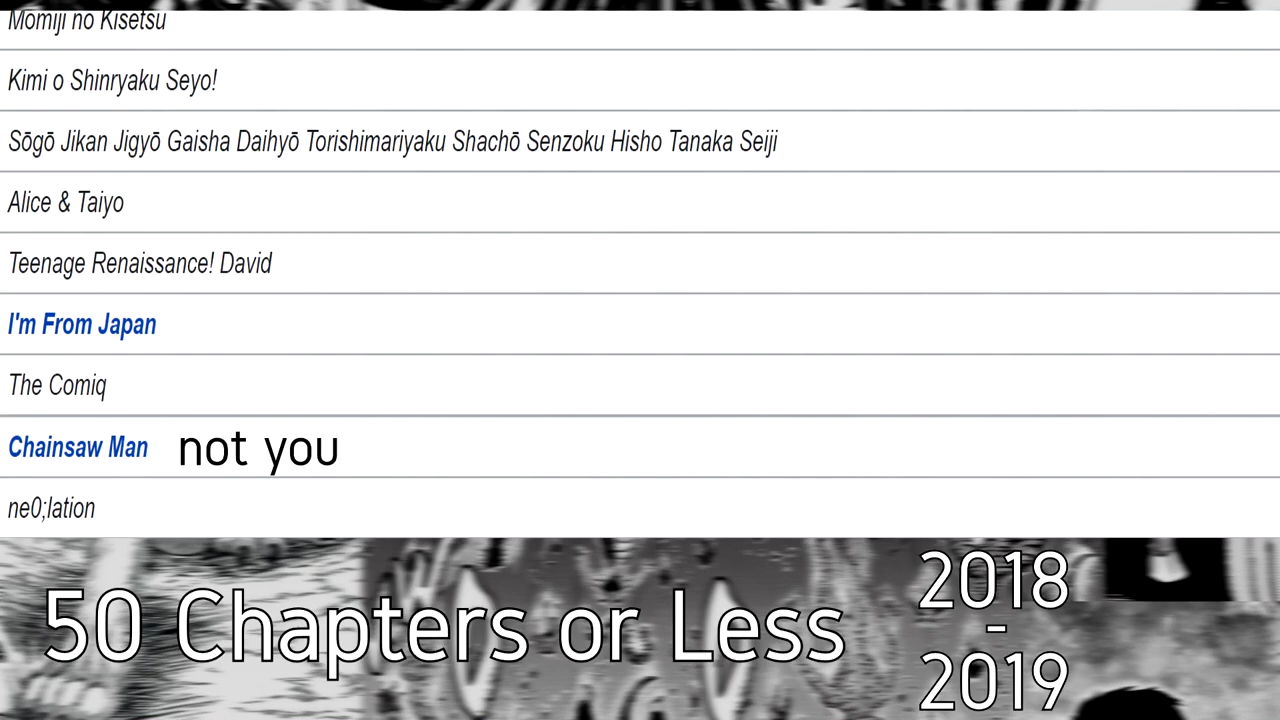 Momiji no Kisetsu
Kimi o Shinryaku Seyo!
Sōgō Jikan Jigyō Gaisha Daihyō Torishimariyaku Shachō Senzoku Hisho Tanaka Seiji
Alice & Taiyo
Teenage Renaissance! David
I'm From Japan
The Comiq
Chainsaw Man not you
ne0;lation
50 Chapters or Less
2018
-
2019